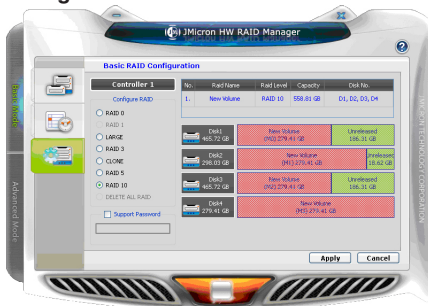 JMicron HW RAID Manager
?
Basic RAID Configuration
Controller 1
Configure RAID
RAID 0
RAID 1
LARGE
RAID 3
CLONE
RAID 5
RAID 10
DELETE ALL RAID
Support Password
No. Raid Name Raid Level Capacity Disk No.
1. New Volume RAID 10 558.81 GB D1, D2, D3, D4
Disk1
465.72 GB
New Volume
(M0) 279.41 GB
Unreleased
186.31 GB
Disk2
298.03 GB
New Volume
(M1) 279.41 GB
Unreleased
18.62 GB
Disk3
465.72 GB
New Volume
279.41 GB
Unreleased
186.31 GB
Disk4
279.41 GB
New Volume
279.41 GB
Apply Cancel
Basic Mode
Advanced Mode
TECHNOLOGY CORPORATION